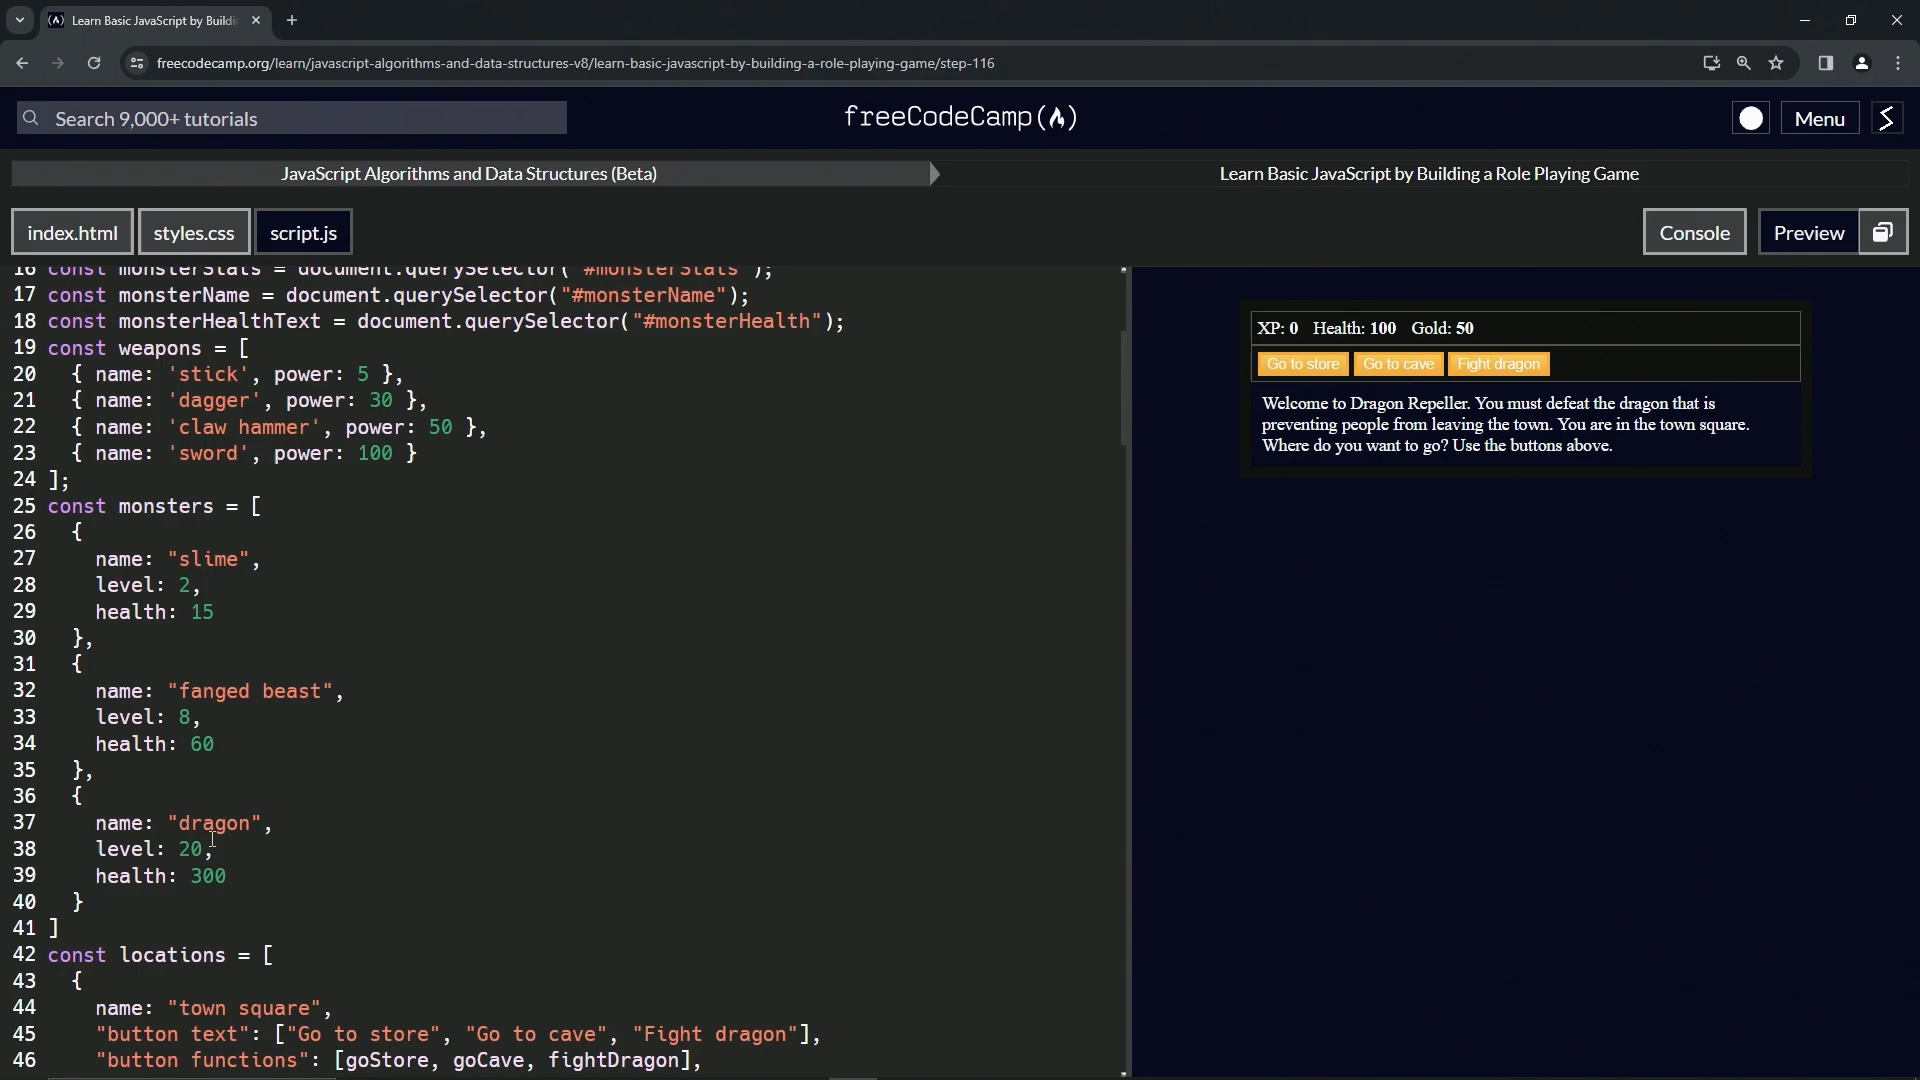 Learn Basic JavaScript by Buildi
freecodecamp.org/learn/javascript-algorithms-and-data-structures-v8/learn-basic-javascript-by-building-a-role-playing-game/step-116
Search 9,000+ tutorials
freeCodeCamp
Menu
JavaScript Algorithms and Data Structures (Beta)
Learn Basic JavaScript by Building a Role Playing Game
index.html styles.css script.js
Console Preview
16 const monsterStats = document.querySelector("#monsterStats");
17 const monsterName = document.querySelector("#monsterName");
18 const monsterHealthText = document.querySelector("#monsterHealth");
19 const weapons = [
20 { name: 'stick', power: 5 },
21 { name: 'dagger', power: 30 },
22 { name: 'claw hammer', power: 50 },
23 { name: 'sword', power: 100 }
24 ];
25 const monsters = [
26 {
27 name: "slime",
28 level: 2,
29 health: 15
30 },
31 {
32 name: "fanged beast",
33 level: 8,
34 health: 60
35 },
36 {
37 name: "dragon",
38 level: 20,
39 health: 300
40 }
41 ]
42 const locations = [
43 {
44 name: "town square",
45 "button text": ["Go to store", "Go to cave", "Fight dragon"],
46 "button functions": [goStore, goCave, fightDragon],
XP: 0 Health: 100 Gold: 50
Go to store Go to cave Fight dragon
Welcome to Dragon Repeller. You must defeat the dragon that is
preventing people from leaving the town. You are in the town square.
Where do you want to go? Use the buttons above.